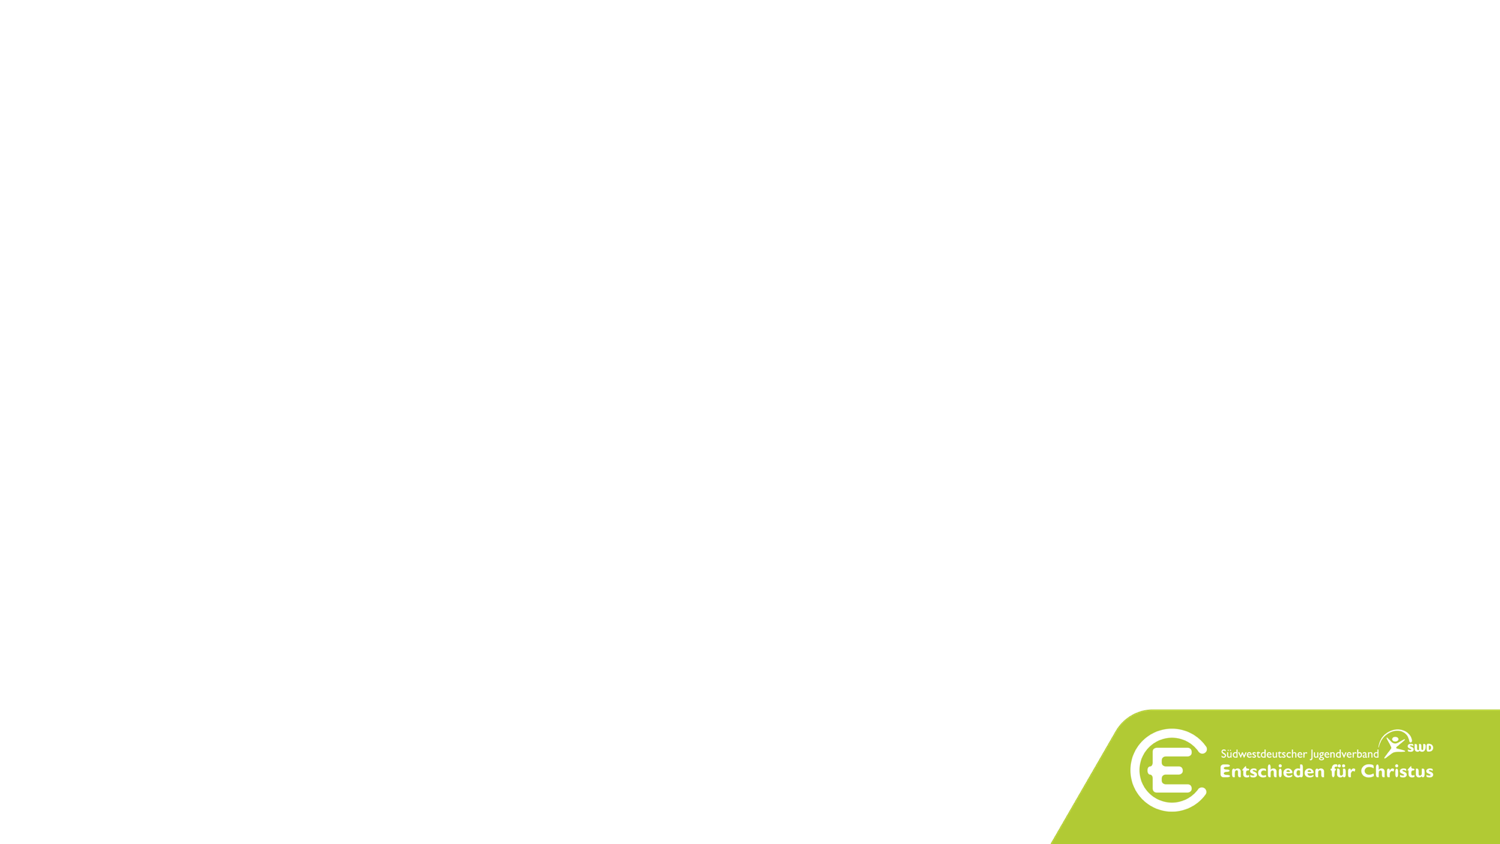 Südwestdeutscher Jugendverband SWD
Entschieden für Christus